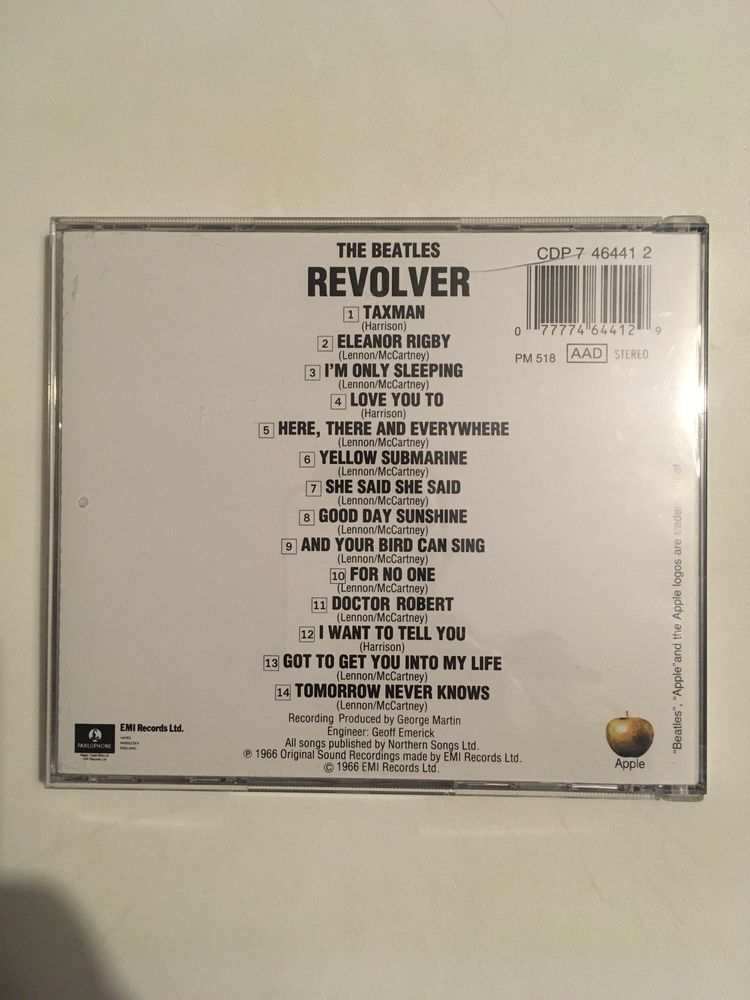 THE BEATLES
REVOLVER
1 TAXMAN
(Harrison)
2 ELEANOR RIGBY
(Lennon/McCartney)
3 I'M ONLY SLEEPING
(Lennon/McCartney)
4 LOVE YOU TO
(Harrison)
5 HERE, THERE AND EVERYWHERE
(Lennon/McCartney)
6 YELLOW SUBMARINE
(Lennon/McCartney)
7 SHE SAID SHE SAID
(Lennon/McCartney)
8 GOOD DAY SUNSHINE
(Lennon/McCartney)
9 AND YOUR BIRD CAN SING
(Lennon/McCartney)
10 FOR NO ONE
(Lennon/McCartney)
11 DOCTOR ROBERT
(Lennon/McCartney)
12 I WANT TO TELL YOU
(Harrison)
13 GOT TO GET YOU INTO MY LIFE
(Lennon/McCartney)
14 TOMORROW NEVER KNOWS
(Lennon/McCartney)
Recording Produced by George Martin
Engineer: Geoff Emerick
All songs published by Northern Songs Ltd.
℗ 1966 Original Sound Recordings made by EMI Records Ltd.
© 1966 EMI Records Ltd.
CDP 7 46441 2
0 77774 64412 9
PM 518 AAD STEREO
PARLOPHONE
EMI Records Ltd.
HAYES
MIDDLESEX
ENGLAND
Apple
"Beatles", "Apple"and the Apple logos are